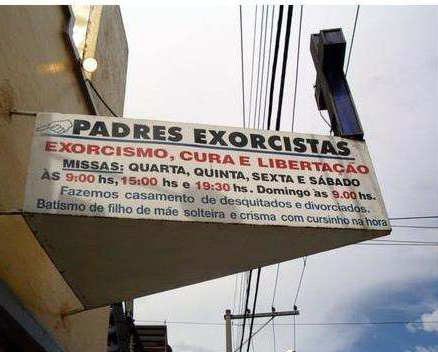 PADRES EXORCISTAS
EXORCISMO, CURA E LIBERTAÇÃO
MISSAS: QUARTA, QUINTA, SEXTA E SÁBADO
ÀS 9:00 hs, 15:00 hs e 19:30 hs. Domingo às 9.00 hs.
Fazemos casamento de desquitados e divorciados.
Batismo de filho de mãe solteira e crisma com cursinho na hora